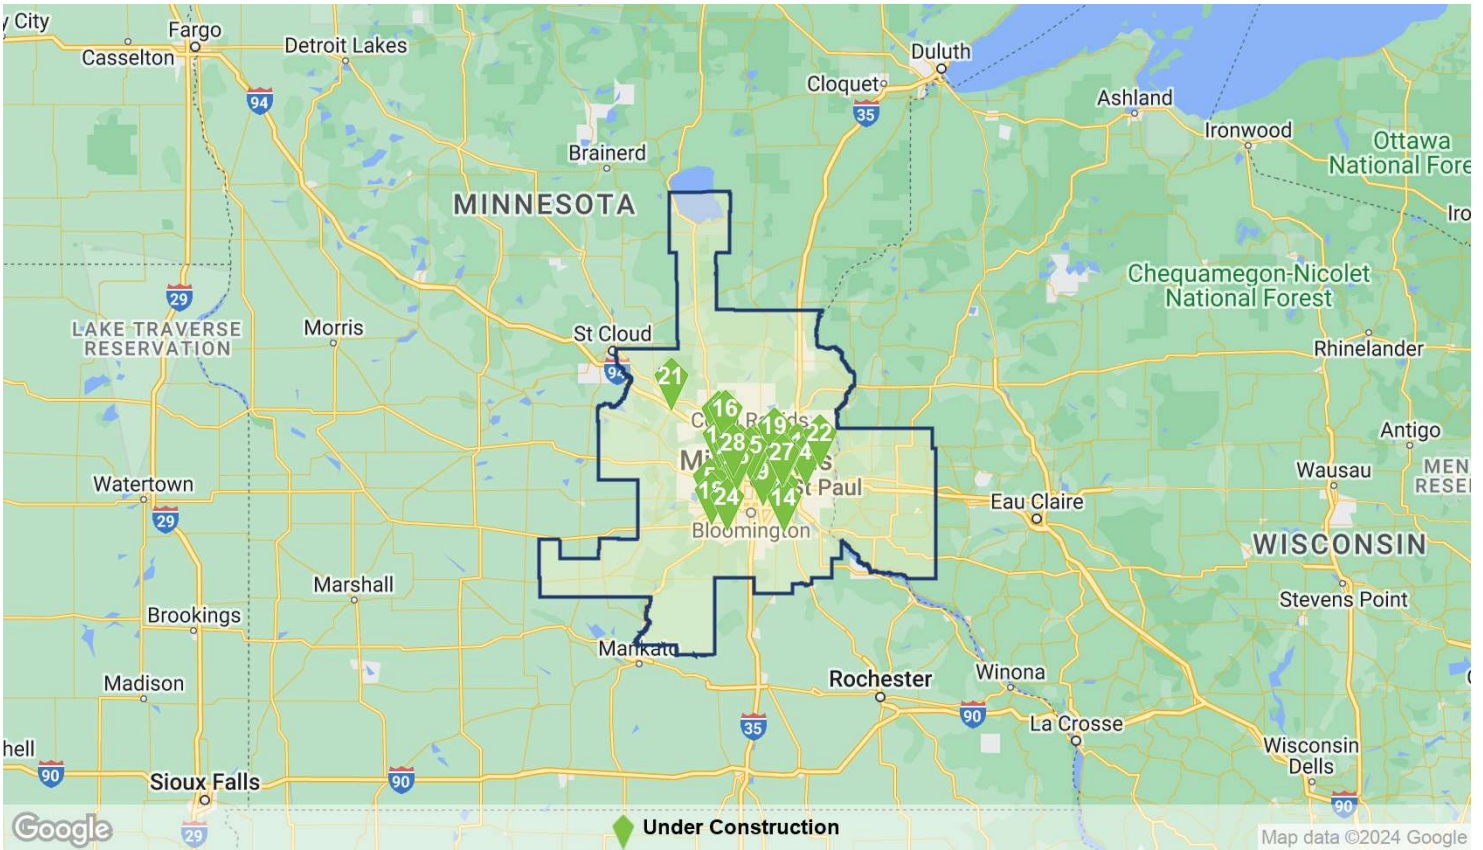 y City
Fargo
Casselton
Detroit Lakes
94
Duluth
Cloquet
35
Ashland
Ironwood
Ottawa
National Fore
Brainerd
MINNESOTA
Iro
Chequamegon-Nicolet
National Forest
29
LAKE TRAVERSE
RESERVATION
Morris
St Cloud
94
Rhinelander
21
16
19
22
28
5
27
4
9
24
14
St Paul
Bloomington
Antigo
Wausau
MEN
RESE
Watertown
29
Eau Claire
WISCONSIN
Marshall
Brookings
Stevens Point
Mankato
Madison
Rochester
Winona
35
90
La Crosse
hell
90
Sioux Falls
90
Wisconsin
Dells
90
Google
29
Under Construction
Map data ©2024 Google